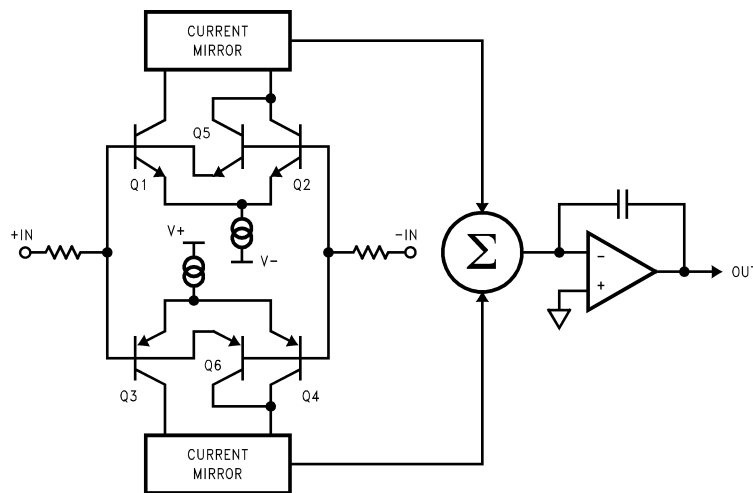 CURRENT
MIRROR
Q5
Q1
Q2
+IN
V+
V-
-IN
Σ
-
+
OUT
Q6
Q3
Q4
CURRENT
MIRROR